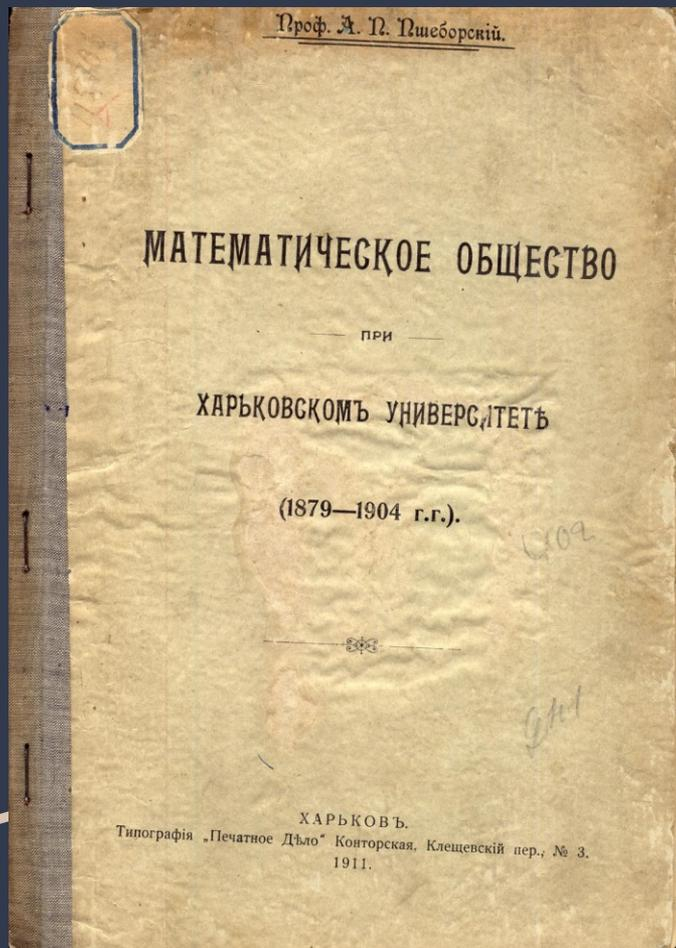 Проф. А. П. Пшеборскій.
МАТЕМАТИЧЕСКОЕ ОБЩЕСТВО
ПРИ
ХАРЬКОВСКОМЪ УНИВЕРСИТЕТѢ
(1879—1904 г.г.).
ХАРЬКОВЪ.
Типографія „Печатное Дѣло“ Конторская, Клещевскій пер., № 3.
1911.